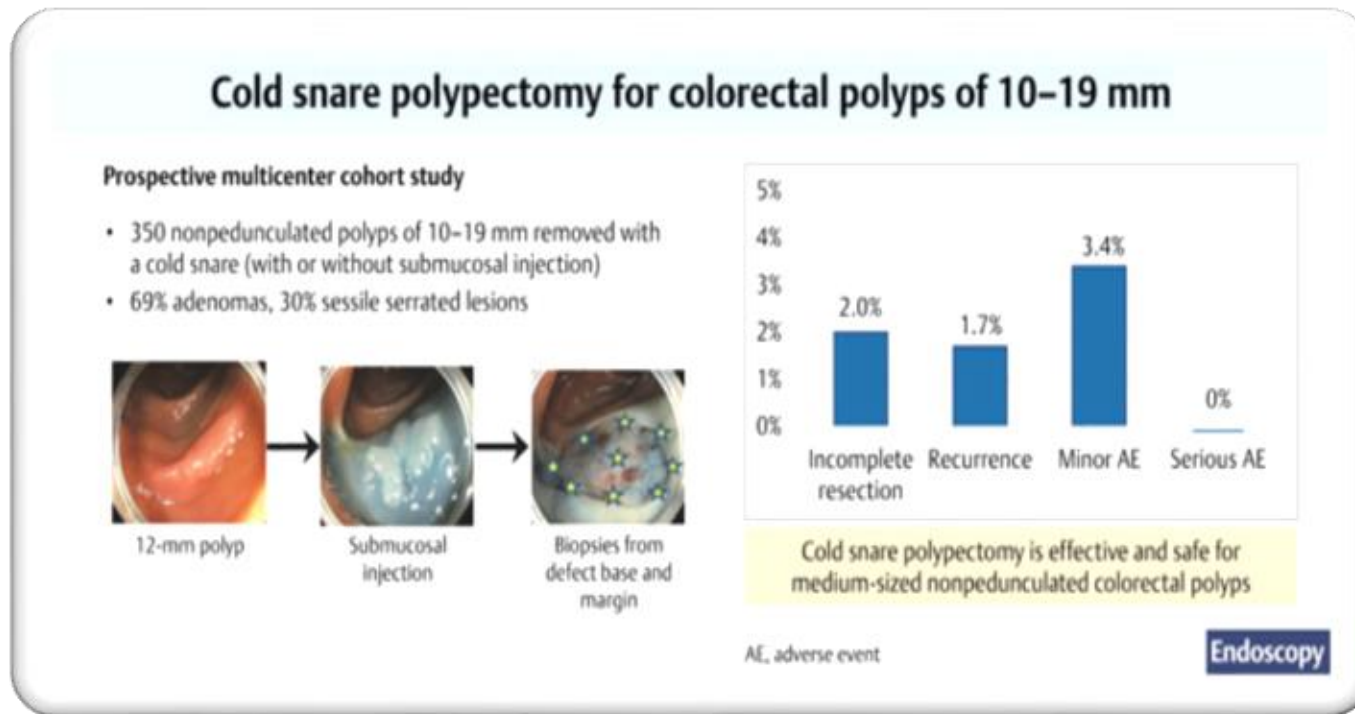 Cold snare polypectomy for colorectal polyps of 10–19 mm
Prospective multicenter cohort study
• 350 nonpedunculated polyps of 10–19 mm removed with
a cold snare (with or without submucosal injection)
• 69% adenomas, 30% sessile serrated lesions
12-mm polyp
Submucosal
injection
Biopsies from
defect base and
margin
5%
4%
3%
2%
1%
0%
2.0%
1.7%
3.4%
0%
Incomplete
resection
Recurrence
Minor AE
Serious AE
Cold snare polypectomy is effective and safe for
medium-sized nonpedunculated colorectal polyps
AE, adverse event
Endoscopy